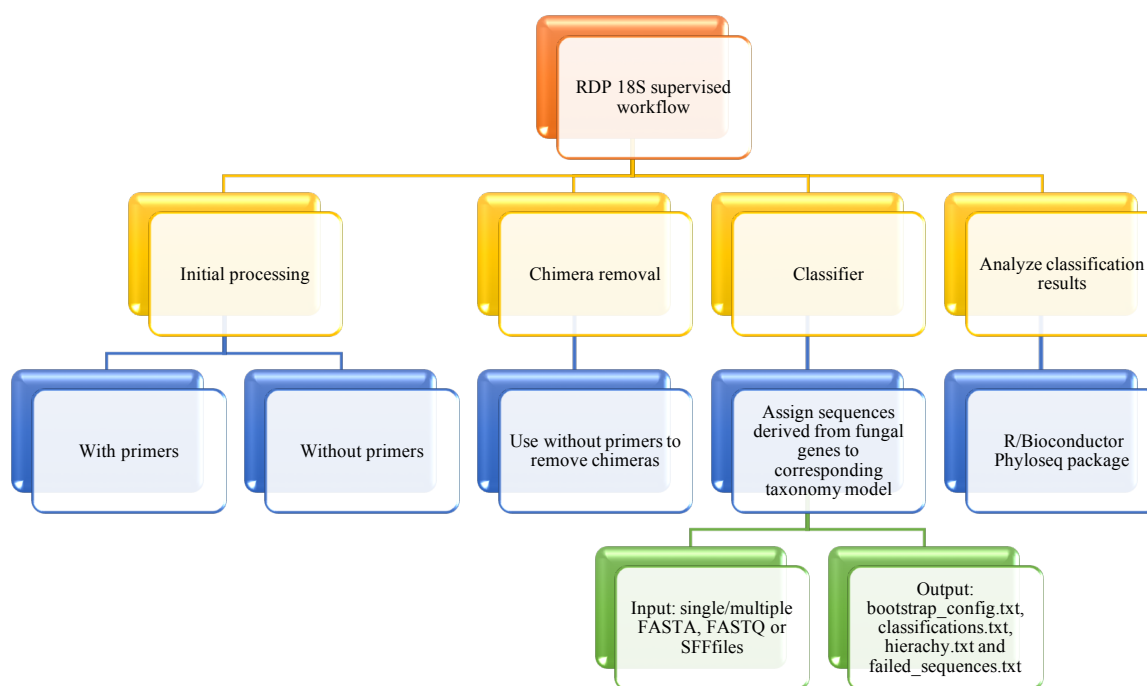 RDP 18S supervised
workflow
Initial processing
Chimera removal
Classifier
Analyze classification
results
With primers
Without primers
Use without primers to
remove chimeras
Assign sequences
derived from fungal
genes to
corresponding
taxonomy model
R/Bioconductor
Phyloseq package
Input: single/multiple
FASTA, FASTQ or
SFFfiles
Output:
bootstrap_config.txt,
classifications.txt,
hierachy.txt and
failed_sequences.txt